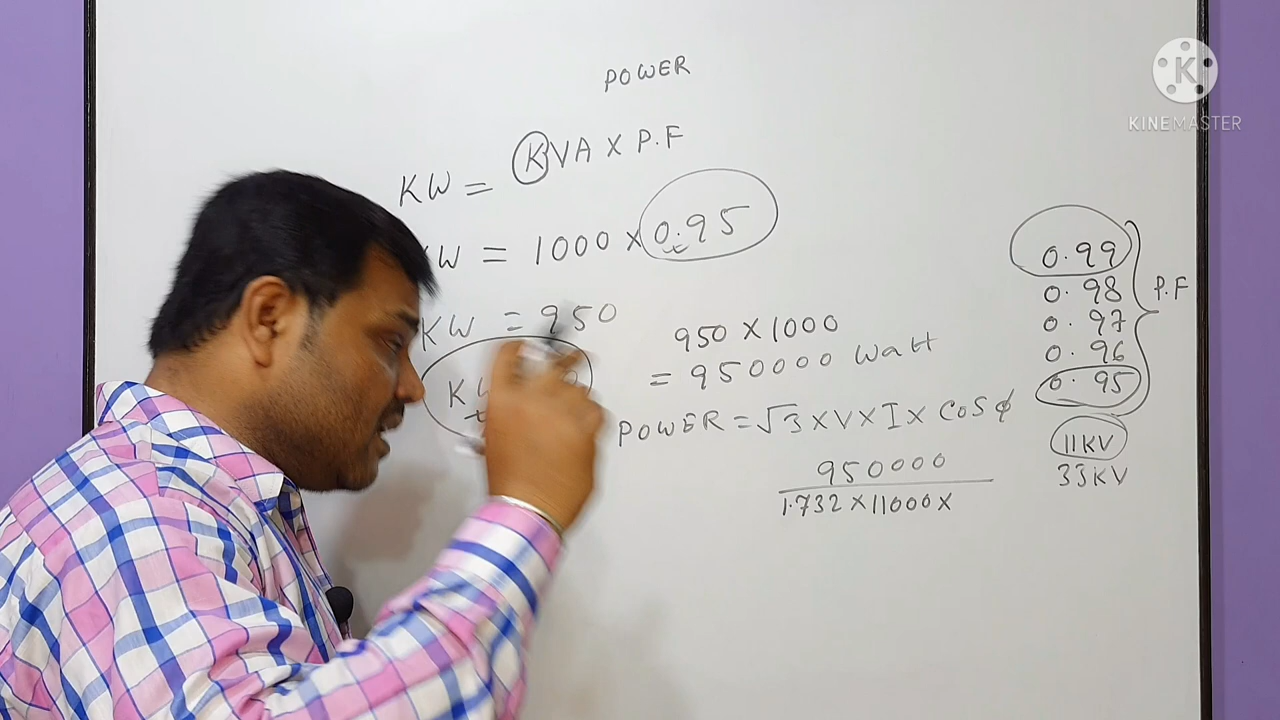 POWER
KW = KVA X P.F
W = 1000 X 0.95
KW = 950
950 X 1000
= 950000 Watt
POWER = √3 X V X I X COS ϕ
950000
1.732 X 11000 X
0.99
0.98
0.97
0.96
0.95
P.F
11KV
33KV
KINEMASTER